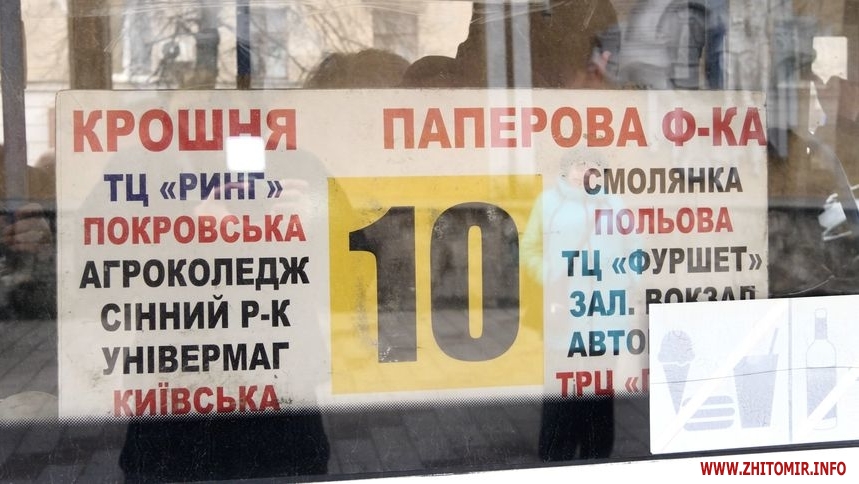 КРОШНЯ ПАПЕРОВА Ф-КА
ТЦ «РИНГ»
ПОКРОВСЬКА
АГРОКОЛЕДЖ
СІННИЙ Р-К
УНІВЕРМАГ
КИЇВСЬКА
10
СМОЛЯНКА
ПОЛЬОВА
ТЦ «ФУРШЕТ»
ЗАЛ. ВОКЗАЛ
ТРЦ
WWW.ZHITOMIR.INFO